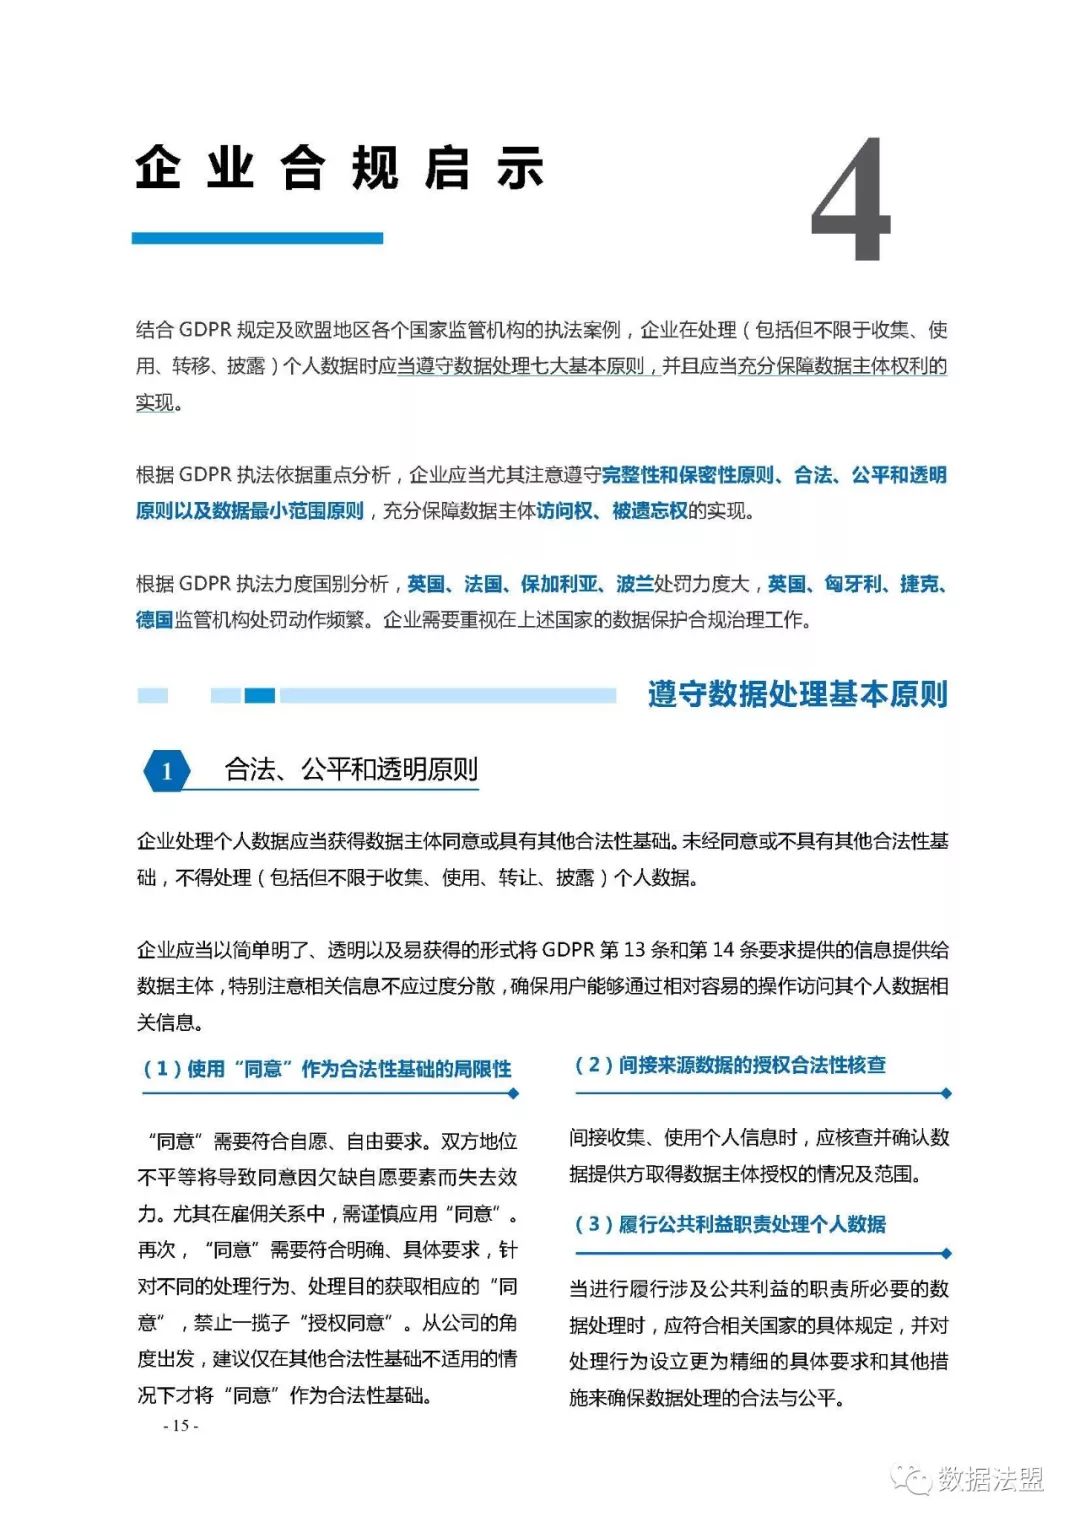 企业合规启示
4
结合 GDPR 规定及欧盟地区各个国家监管机构的执法案例，企业在处理（包括但不限于收集、使
用、转移、披露）个人数据时应当遵守数据处理七大基本原则，并且应当充分保障数据主体权利的
实现。
根据 GDPR 执法依据重点分析，企业应当尤其注意遵守完整性和保密性原则、合法、公平和透明
原则以及数据最小范围原则，充分保障数据主体访问权、被遗忘权的实现。
根据 GDPR 执法力度国别分析，英国、法国、保加利亚、波兰处罚力度大，英国、匈牙利、捷克、
德国监管机构处罚动作频繁。企业需要重视在上述国家的数据保护合规治理工作。
遵守数据处理基本原则
1 合法、公平和透明原则
企业处理个人数据应当获得数据主体同意或具有其他合法性基础。未经同意或不具有其他合法性基
础，不得处理（包括但不限于收集、使用、转让、披露）个人数据。
企业应当以简单明了、透明以及易获得的形式将 GDPR 第 13 条和第 14 条要求提供的信息提供给
数据主体，特别注意相关信息不应过度分散，确保用户能够通过相对容易的操作访问其个人数据相
关信息。
（1）使用“同意”作为合法性基础的局限性
“同意”需要符合自愿、自由要求。双方地位
不平等将导致同意因欠缺自愿要素而失去效
力。尤其在雇佣关系中，需谨慎应用“同意”。
再次，“同意”需要符合明确、具体要求，针
对不同的处理行为、处理目的获取相应的“同
意”，禁止一揽子“授权同意”。从公司的角
度出发，建议仅在其他合法性基础不适用的情
况下才将“同意”作为合法性基础。
（2）间接来源数据的授权合法性核查
间接收集、使用个人信息时，应核查并确认数
据提供方取得数据主体授权的情况及范围。
（3）履行公共利益职责处理个人数据
当进行履行涉及公共利益的职责所必要的数
据处理时，应符合相关国家的具体规定，并对
处理行为设立更为精细的具体要求和其他措
施来确保数据处理的合法与公平。
- 15 -
数据法盟